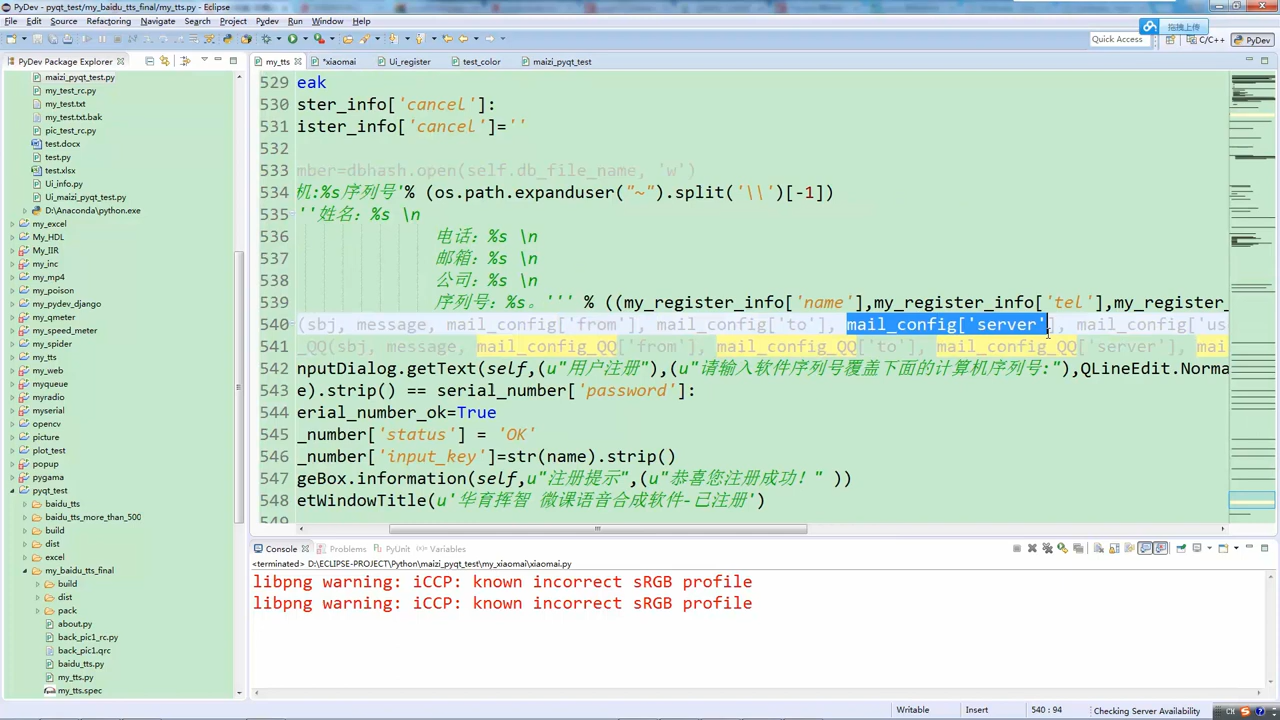 PyDev - pyqt_test/my_baidu_tts_final/my_tts.py - Eclipse
File Edit Source Refactoring Navigate Search Project Pydev Run Window Help
拖拽上传
Quick Access C/C++ PyDev
PyDev Package Explorer
maizi_pyqt_test.py
my_test_rc.py
my_test.txt
my_test.txt.bak
pic_test_rc.py
test.docx
test.py
test.xlsx
Ui_info.py
Ui_maizi_pyqt_test.py
D:\Anaconda\python.exe
my_excel
My_HDL
My_IIR
my_inc
my_mp4
my_poison
my_pydev_django
my_qmeter
my_speed_meter
my_spider
my_tts
my_web
myqueue
myradio
myserial
opencv
picture
plot_test
popup
pygama
pyqt_test
baidu_tts
baidu_tts_more_than_500
build
dist
excel
my_baidu_tts_final
build
dist
pack
about.py
back_pic1_rc.py
back_pic1.qrc
baidu_tts.py
my_tts.py
my_tts.spec
my_tts *xiaomai Ui_register test_color maizi_pyqt_test
529 eak
530 ster_info['cancel']:
531 ister_info['cancel']=''
532
533 mber=dbhash.open(self.db_file_name, 'w')
534 机:%s序列号'% (os.path.expanduser("~").split('\\')[-1])
535 ''姓名: %s \n
536 电话: %s \n
537 邮箱: %s \n
538 公司: %s \n
539 序列号: %s。''' % ((my_register_info['name'],my_register_info['tel'],my_register_
540 (sbj, message, mail_config['from'], mail_config['to'], mail_config['server'], mail_config['us
541 _QQ(sbj, message, mail_config_QQ['from'], mail_config_QQ['to'], mail_config_QQ['server'], mai
542 nputDialog.getText(self,(u"用户注册"),(u"请输入软件序列号覆盖下面的计算机序列号:"),QLineEdit.Norma
543 e).strip() == serial_number['password']:
544 erial_number_ok=True
545 _number['status'] = 'OK'
546 _number['input_key']=str(name).strip()
547 geBox.information(self,u"注册提示",(u"恭喜您注册成功！" ))
548 etWindowTitle(u'华育挥智 微课语音合成软件-已注册')
549
Console Problems PyUnit Variables
<terminated> D:\ECLIPSE-PROJECT\Python\maizi_pyqt_test\my_xiaomai\xiaomai.py
libpng warning: iCCP: known incorrect sRGB profile
libpng warning: iCCP: known incorrect sRGB profile
Writable Insert 540 : 94 Checking Server Availability